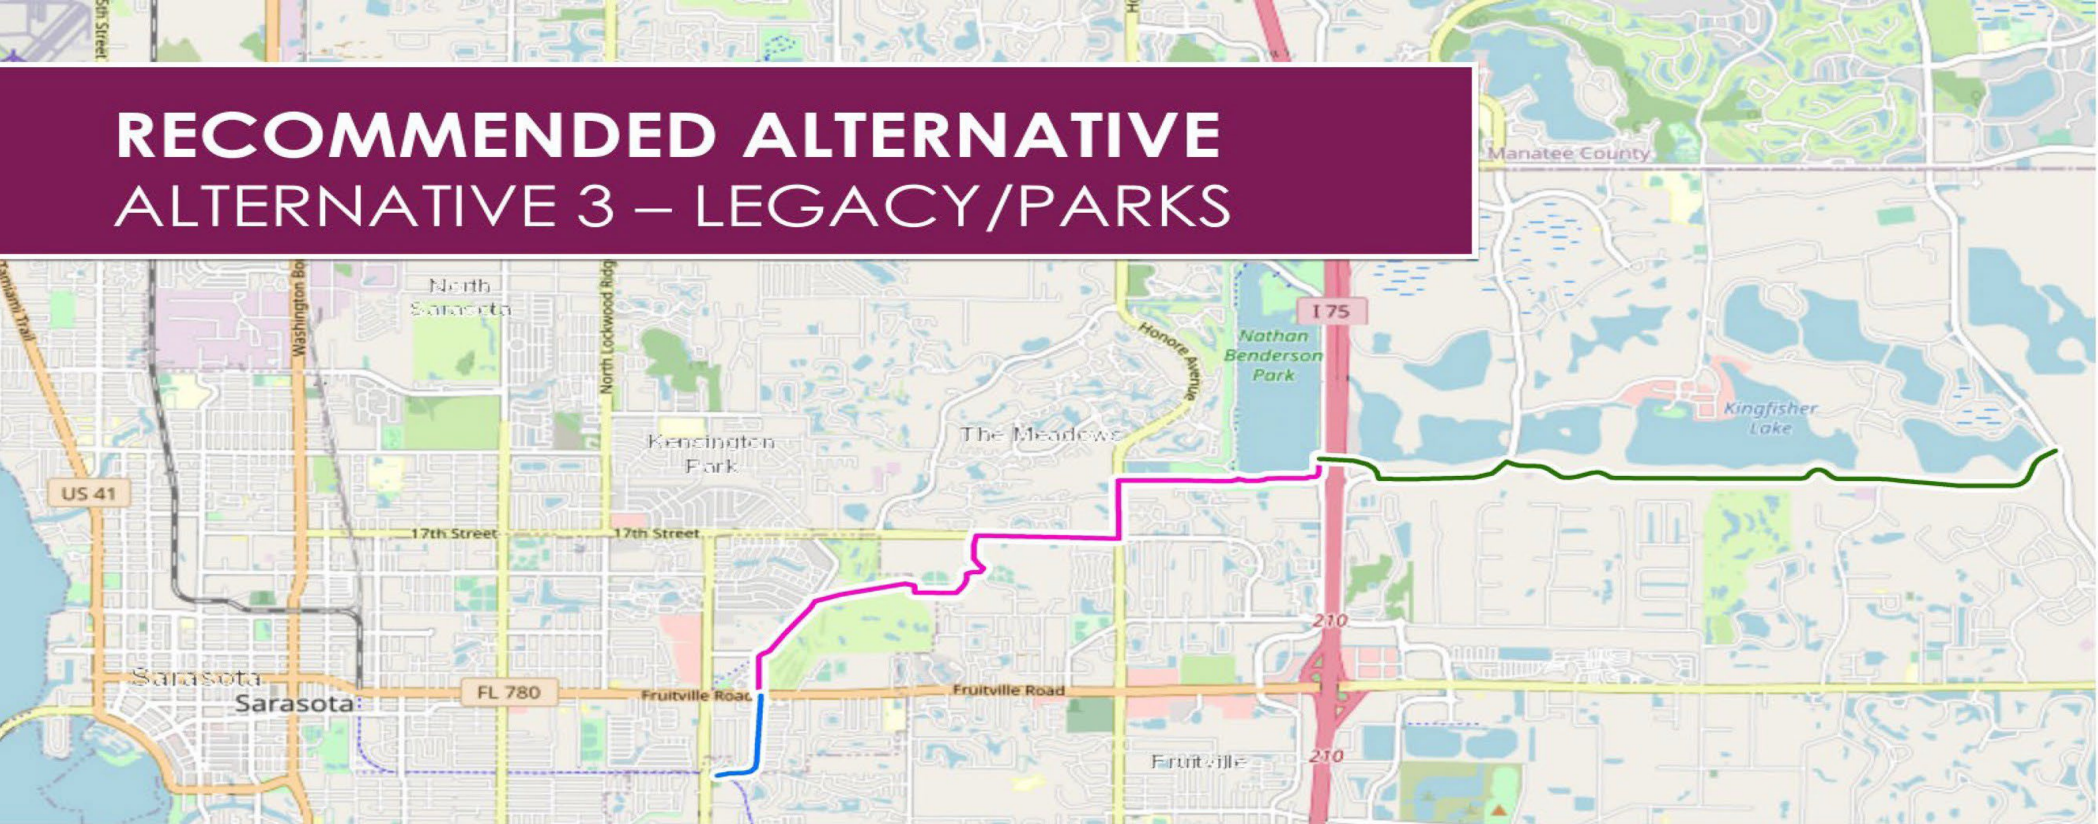 5th Street
RECOMMENDED ALTERNATIVE
ALTERNATIVE 3 – LEGACY/PARKS
Manatee County
Tamiami Trail
Washington Bo
North Lockwood Ridg
North
Sarasota
I 75
Honore Avenue
Nathan
Benderson
Park
Kingfisher
Lake
Kensington
Park
The Meadows
US 41
17th Street
17th Street
210
Sarasota
Sarasota
FL 780
Fruitville Road
Fruitville Road
Fruitville
210